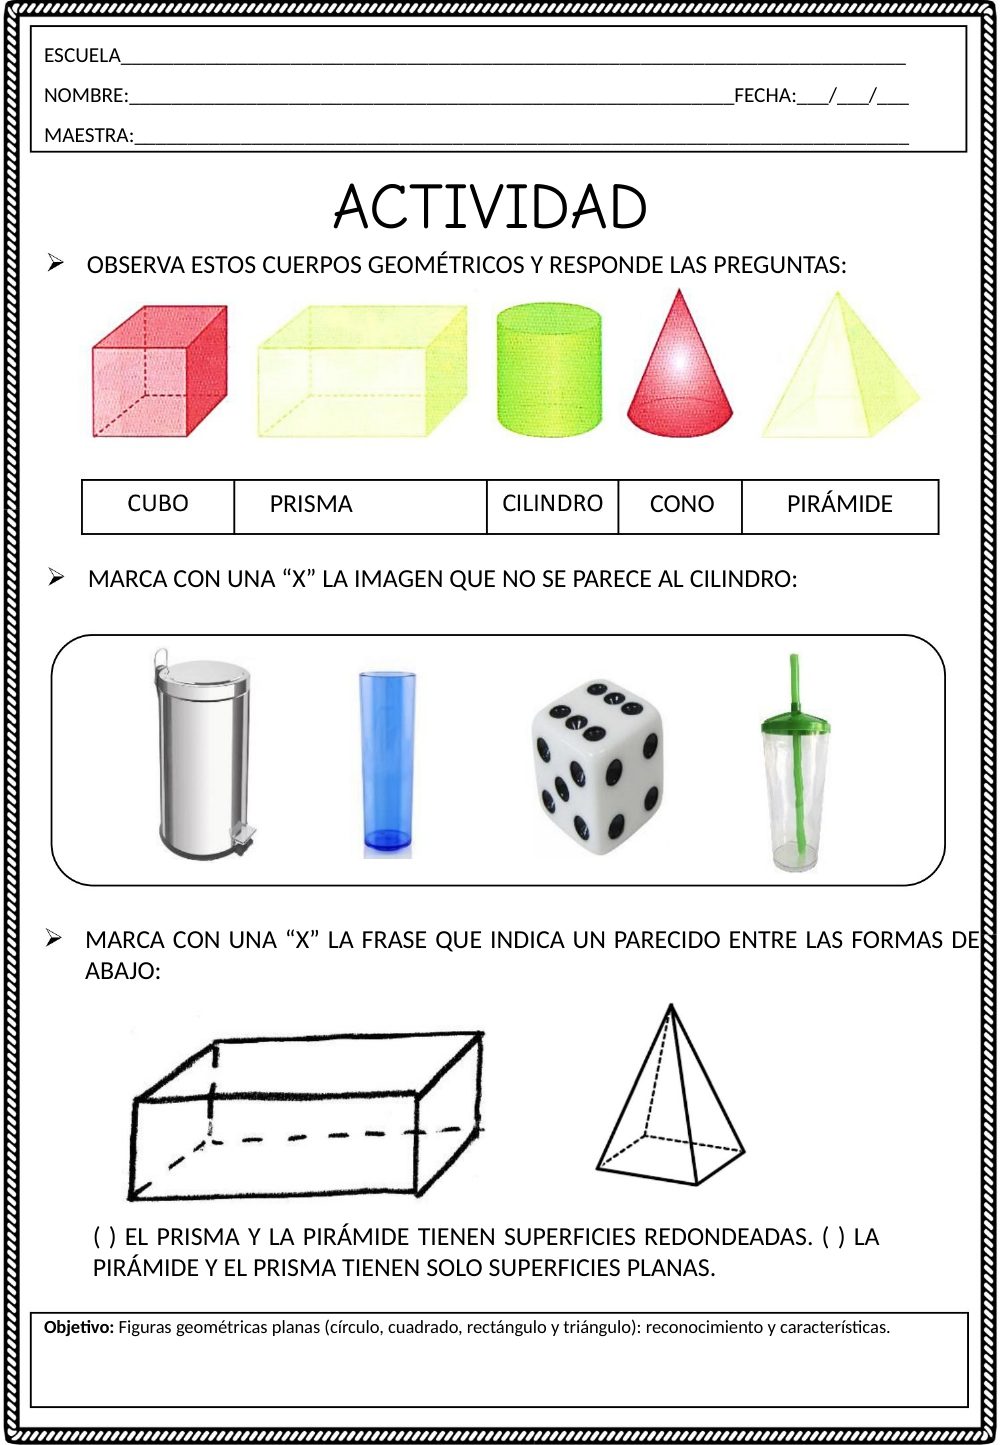 ESCUELA__________________________________________________________________________
NOMBRE:_________________________________________________________FECHA:___/___/___
MAESTRA:_________________________________________________________________________
ACTIVIDAD
OBSERVA ESTOS CUERPOS GEOMÉTRICOS Y RESPONDE LAS PREGUNTAS:
CUBO PRISMA CILINDRO CONO PIRÁMIDE
MARCA CON UNA “X” LA IMAGEN QUE NO SE PARECE AL CILINDRO:
MARCA CON UNA “X” LA FRASE QUE INDICA UN PARECIDO ENTRE LAS FORMAS DE
ABAJO:
( ) EL PRISMA Y LA PIRÁMIDE TIENEN SUPERFICIES REDONDEADAS. ( ) LA
PIRÁMIDE Y EL PRISMA TIENEN SOLO SUPERFICIES PLANAS.
Objetivo: Figuras geométricas planas (círculo, cuadrado, rectángulo y triángulo): reconocimiento y características.